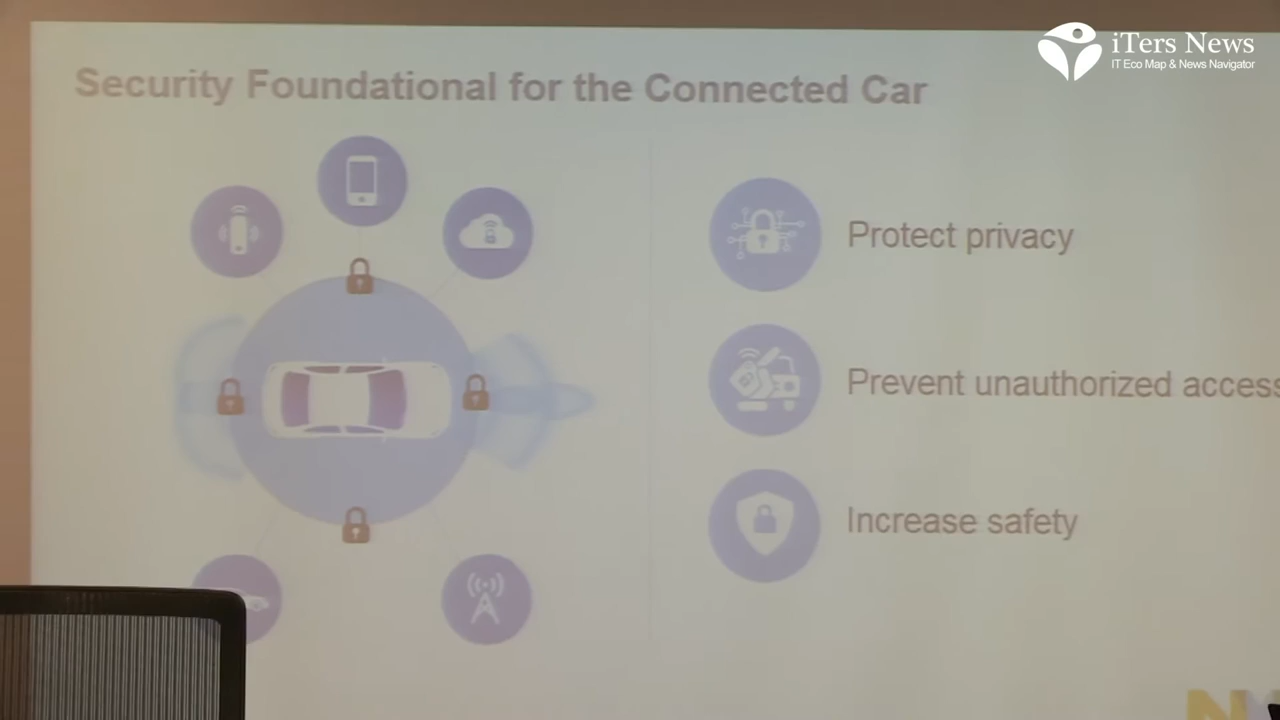 iTers News
IT Eco Map & News Navigator
Security Foundational for the Connected Car
Protect privacy
Prevent unauthorized access
Increase safety